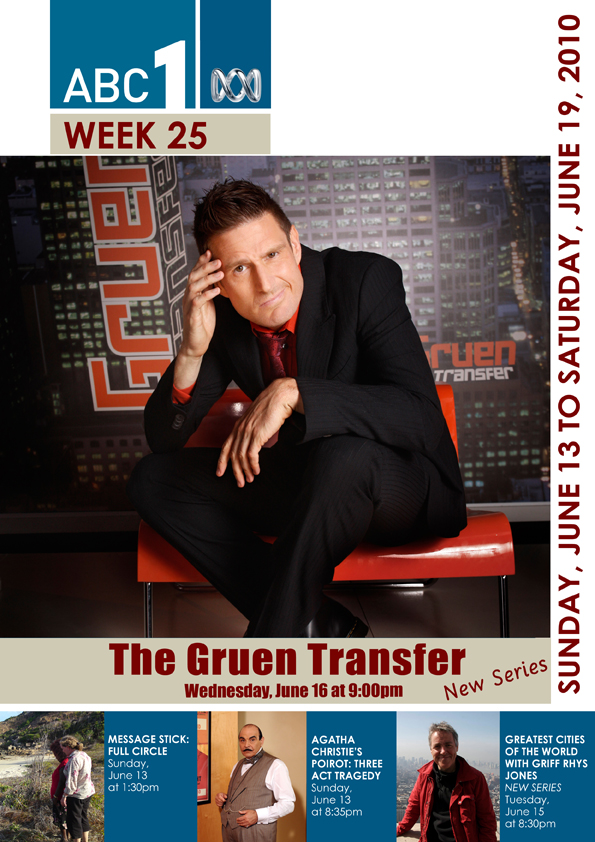 ABC1
WEEK 25
SUNDAY, JUNE 13 TO SATURDAY, JUNE 19, 2010
Gruen
Transfer
Gruen
TRANSFER
The Gruen Transfer
Wednesday, June 16 at 9:00pm
New Series
MESSAGE STICK:
FULL CIRCLE
Sunday,
June 13
at 1:30pm
AGATHA
CHRISTIE'S
POIROT: THREE
ACT TRAGEDY
Sunday,
June 13
at 8:35pm
GREATEST CITIES
OF THE WORLD
WITH GRIFF RHYS
JONES
NEW SERIES
Tuesday,
June 15
at 8:30pm